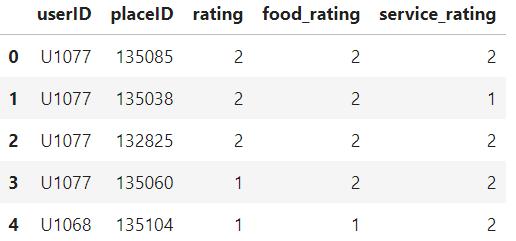 userID placeID rating food_rating service_rating
0 U1077 135085 2 2 2
1 U1077 135038 2 2 1
2 U1077 132825 2 2 2
3 U1077 135060 1 2 2
4 U1068 135104 1 1 2